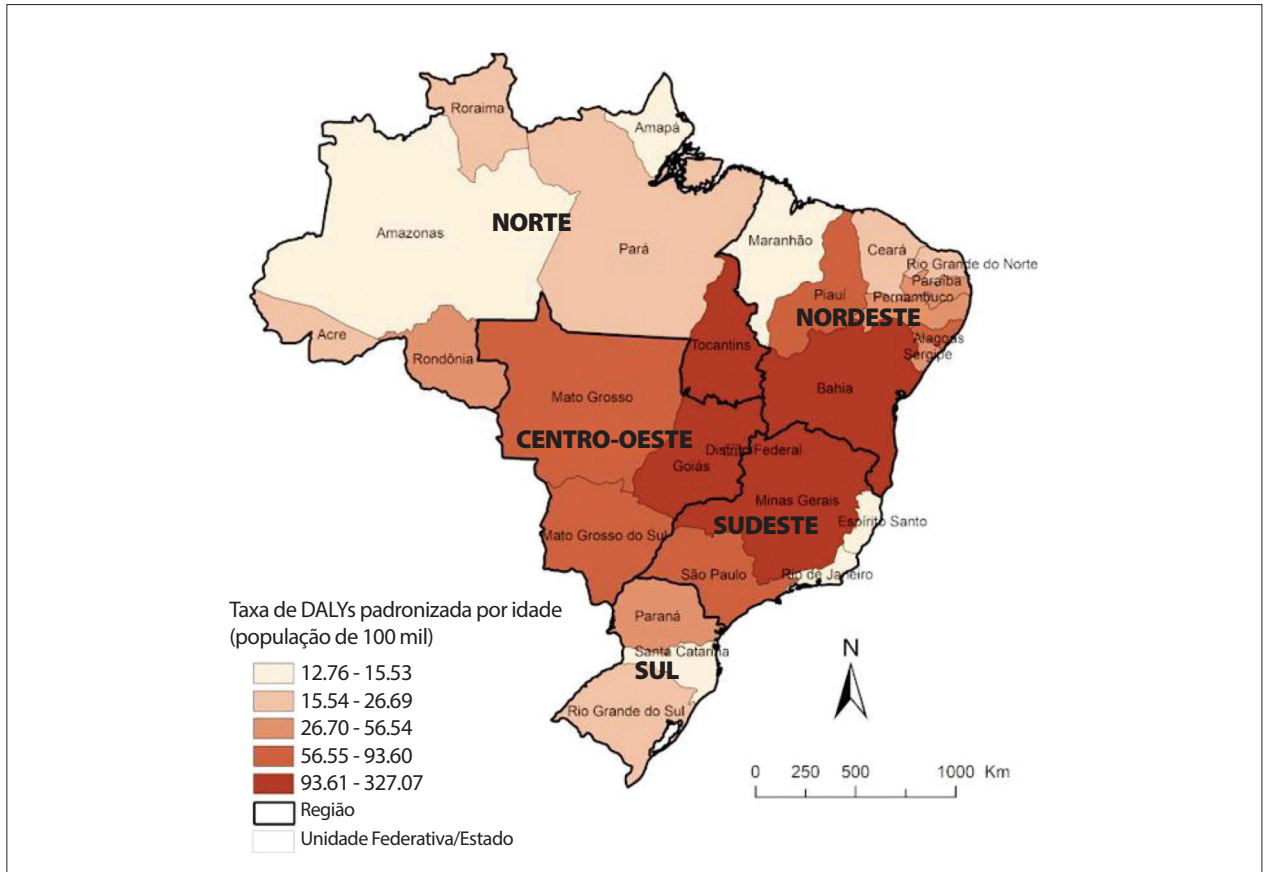 Roraima
Amapá
NORTE
Amazonas
Pará
Maranhão
Ceará
Rio Grande do Norte
Paraíba
Piauí
Pernambuco
NORDESTE
Acre
Rondônia
Tocantins
Alagoas
Sergipe
Mato Grosso
Bahia
CENTRO-OESTE
Distrito Federal
Goiás
Minas Gerais
SUDESTE
Espírito Santo
Mato Grosso do Sul
São Paulo
Rio de Janeiro
Paraná
Santa Catarina
SUL
Rio Grande do Sul
Taxa de DALYs padronizada por idade
(população de 100 mil)
12.76 - 15.53
15.54 - 26.69
26.70 - 56.54
56.55 - 93.60
93.61 - 327.07
Região
Unidade Federativa/Estado
N
0 250 500 1000 Km